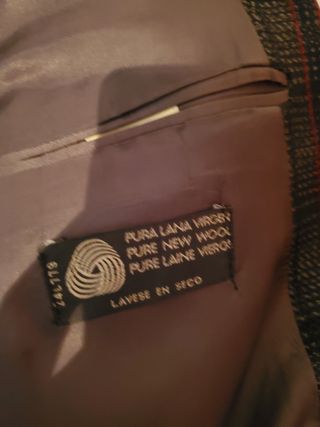 PURA LANA VIRGEN
PURE NEW WOOL
PURE LAINE VIERGE
LAVESE EN SECO